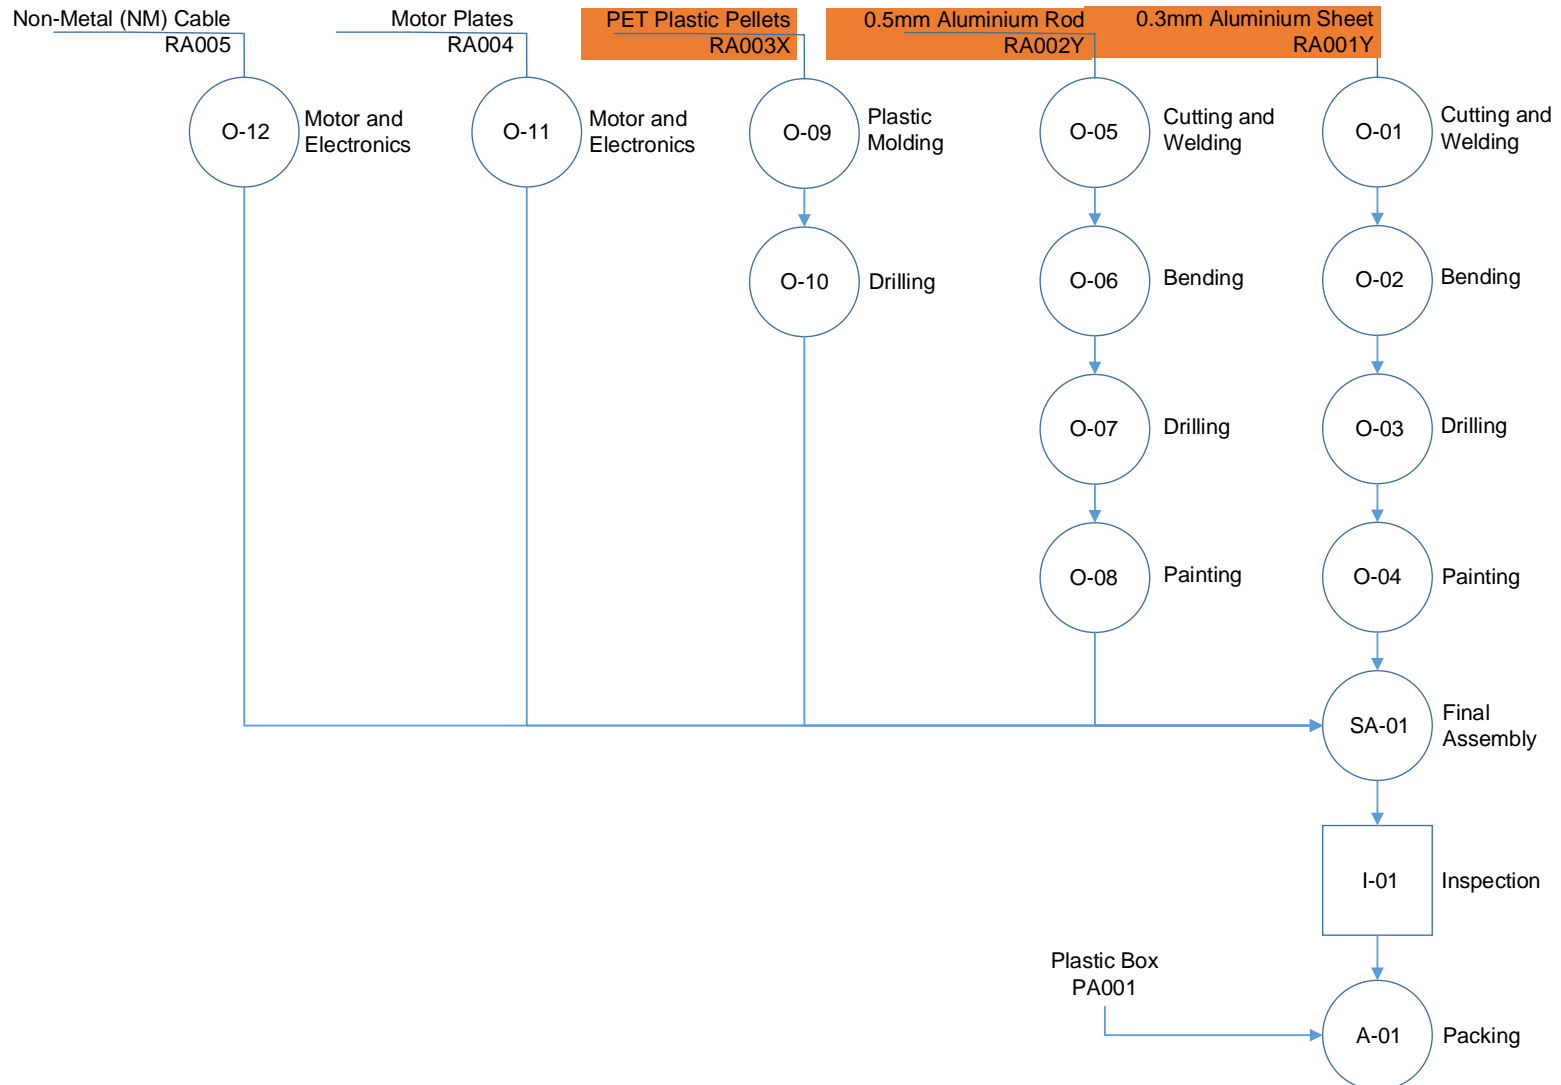 Non-Metal (NM) Cable
RA005
Motor Plates
RA004
PET Plastic Pellets
RA003X
0.5mm Aluminium Rod
RA002Y
0.3mm Aluminium Sheet
RA001Y
O-12
Motor and
Electronics
O-11
Motor and
Electronics
O-09
Plastic
Molding
O-05
Cutting and
Welding
O-01
Cutting and
Welding
O-10
Drilling
O-06
Bending
O-02
Bending
O-07
Drilling
O-03
Drilling
O-08
Painting
O-04
Painting
SA-01
Final
Assembly
I-01
Inspection
Plastic Box
PA001
A-01
Packing